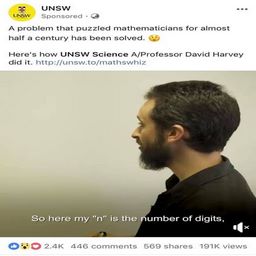 UNSW
UNSW
Sponsored ·
A problem that puzzled mathematicians for almost
half a century has been solved.
Here's how UNSW Science A/Professor David Harvey
did it. http://unsw.to/mathswhiz
So here my "n" is the number of digits,
2.4K 446 comments 569 shares 191K views